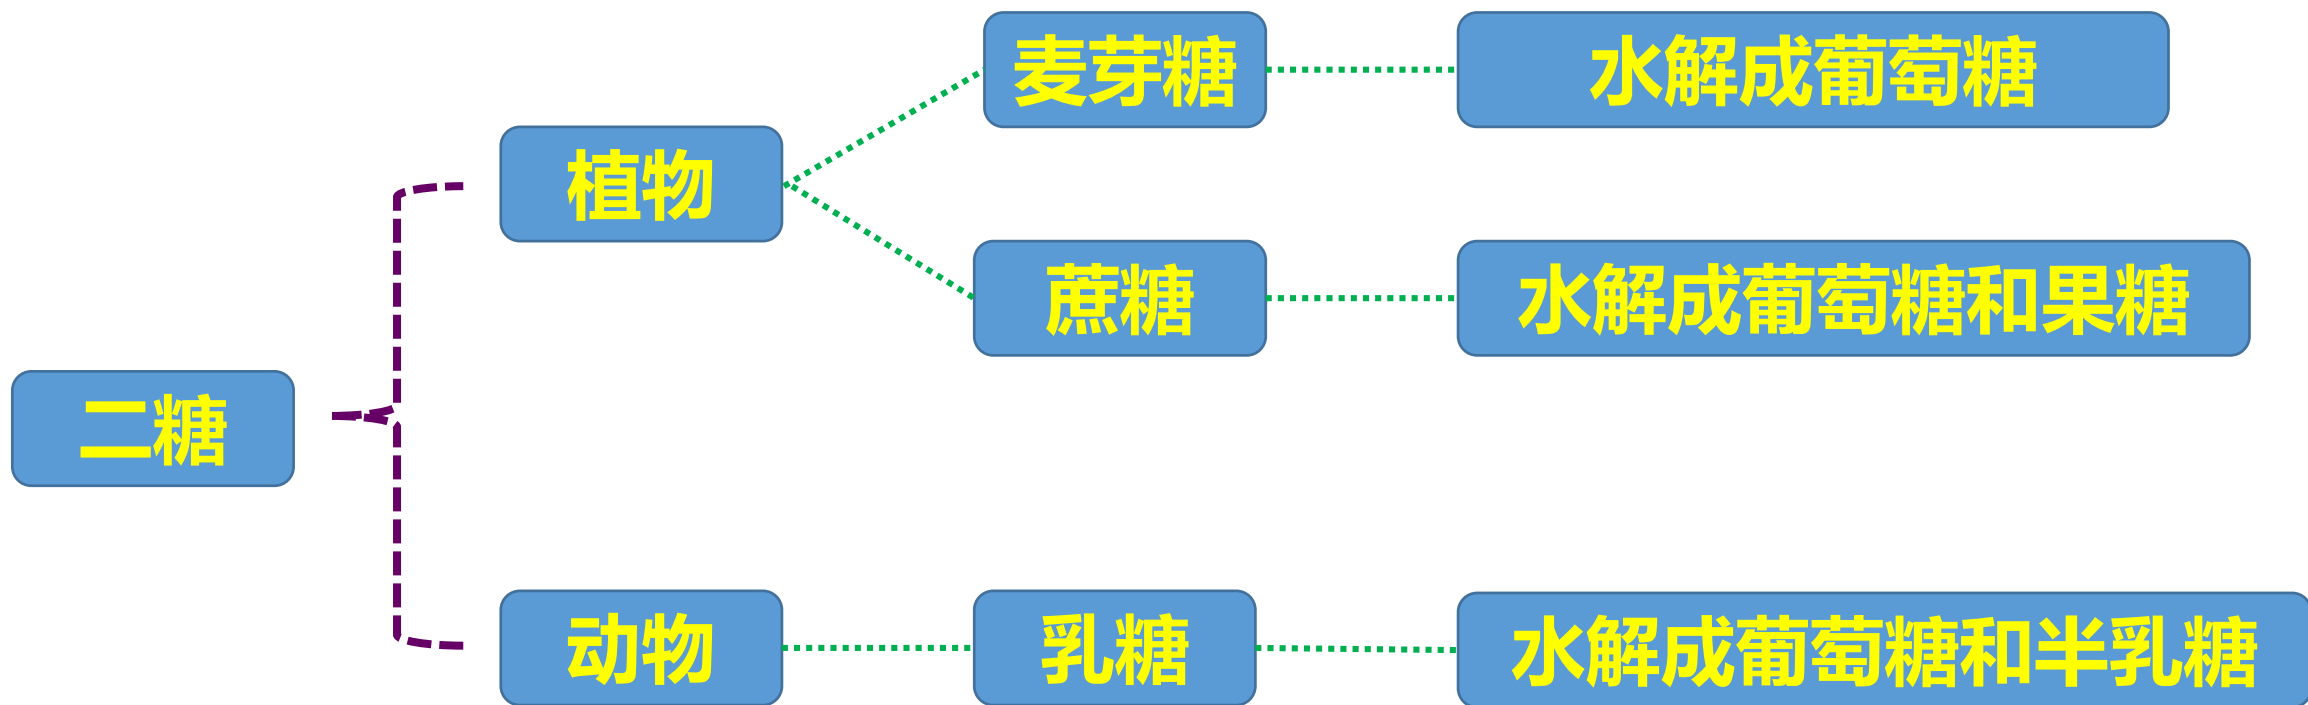 二糖
植物
麦芽糖
水解成葡萄糖
蔗糖
水解成葡萄糖和果糖
动物
乳糖
水解成葡萄糖和半乳糖